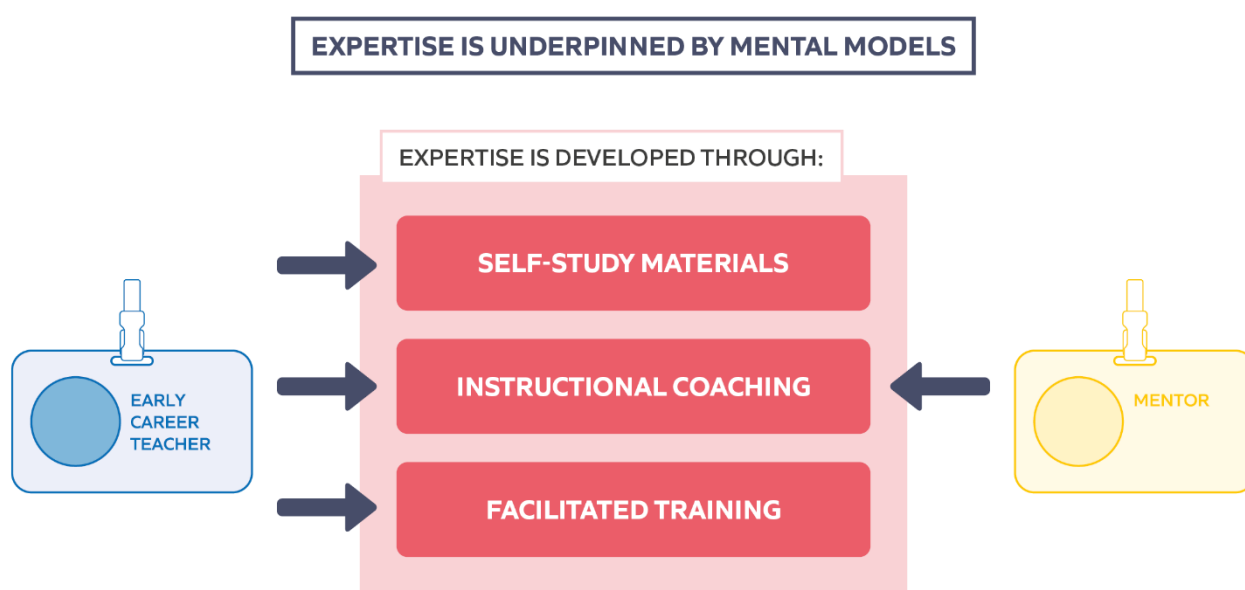 EXPERTISE IS UNDERPINNED BY MENTAL MODELS
EXPERTISE IS DEVELOPED THROUGH:
SELF-STUDY MATERIALS
INSTRUCTIONAL COACHING
FACILITATED TRAINING
EARLY
CAREER
TEACHER
MENTOR